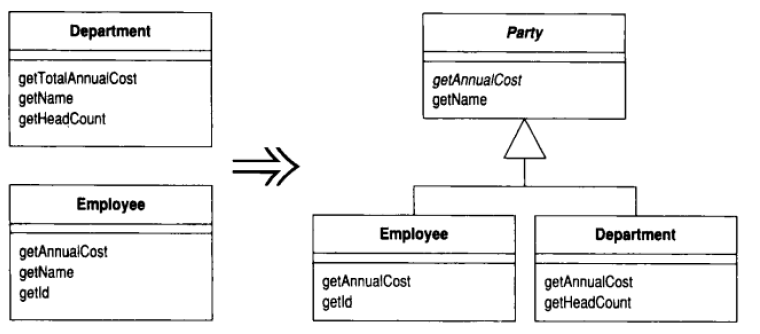 Department
getTotalAnnualCost
getName
getHeadCount
Employee
getAnnualCost
getName
getId
Party
getAnnualCost
getName
Employee
getAnnualCost
getId
Department
getAnnualCost
getHeadCount